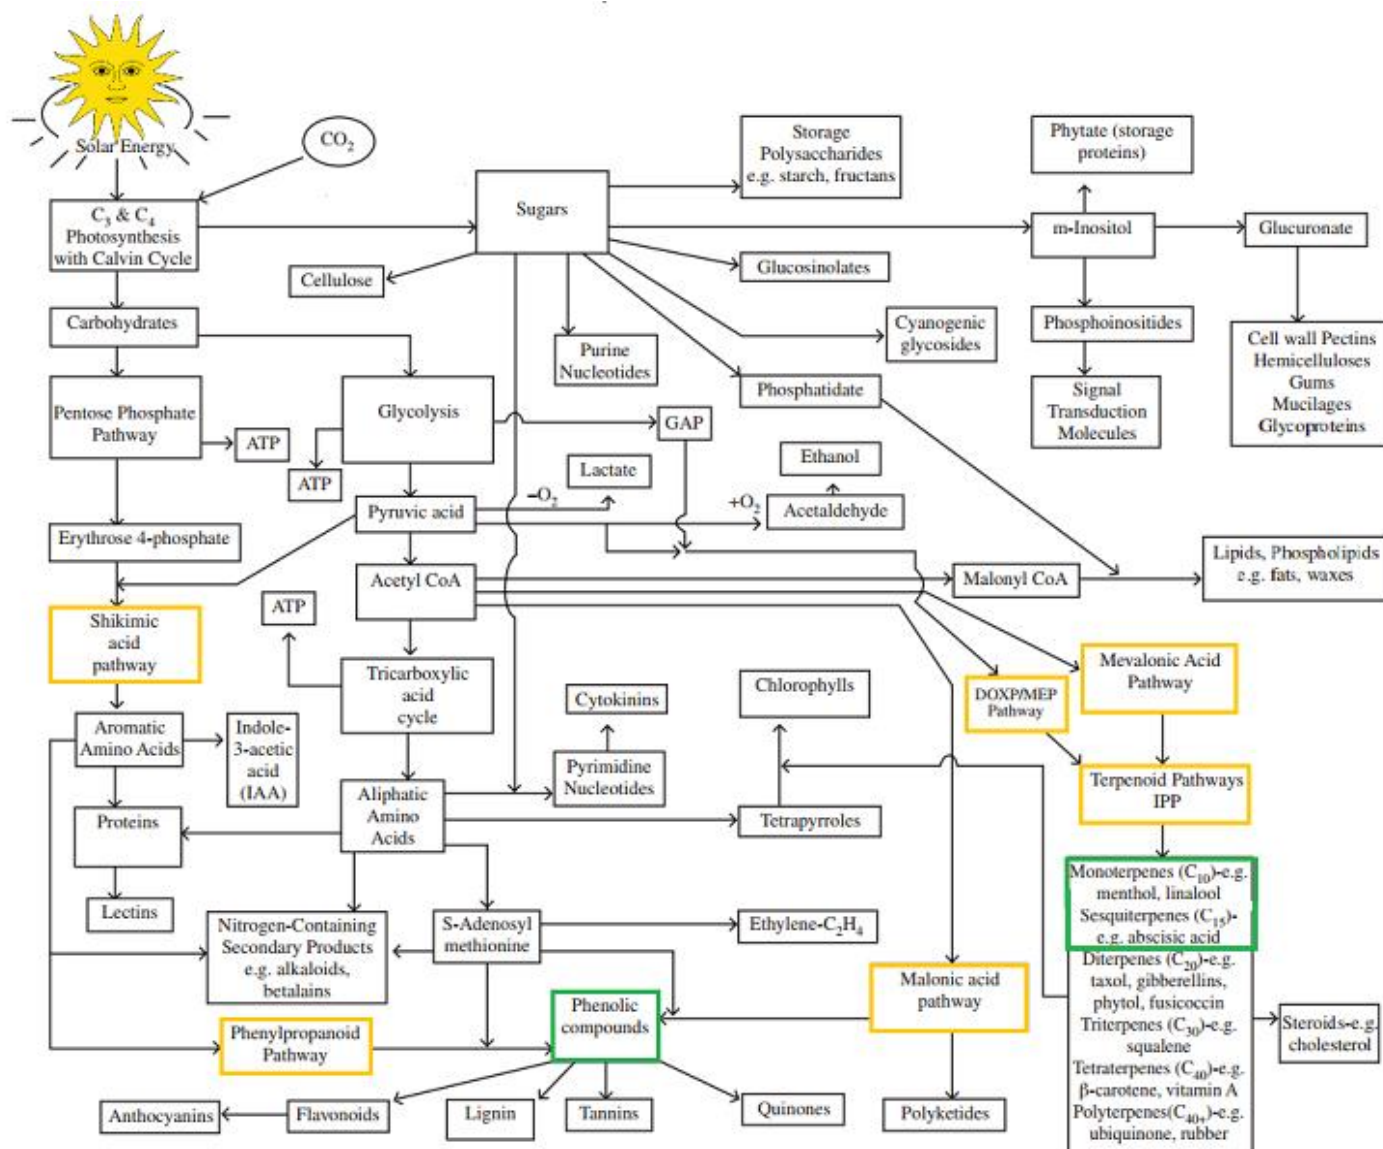 Solar Energy
CO2
C3 & C4
Photosynthesis
with Calvin Cycle
Sugars
Storage
Polysaccharides
e.g. starch, fructans
Phytate (storage
proteins)
m-Inositol
Glucuronate
Cellulose
Glucosinolates
Carbohydrates
Purine
Nucleotides
Cyanogenic
glycosides
Phosphoinositides
Cell wall Pectins
Hemicelluloses
Gums
Mucilages
Glycoproteins
Pentose Phosphate
Pathway
ATP
Glycolysis
ATP
GAP
Phosphatidate
Signal
Transduction
Molecules
Lactate
Ethanol
Pyruvic acid
–O2
+O2
Acetaldehyde
Erythrose 4-phosphate
Acetyl CoA
Malonyl CoA
Lipids, Phospholipids
e.g. fats, waxes
Shikimic
acid
pathway
ATP
Tricarboxylic
acid
cycle
Cytokinins
Chlorophylls
DOXP/MEP
Pathway
Mevalonic Acid
Pathway
Aromatic
Amino Acids
Indole-
3-acetic
acid
(IAA)
Pyrimidine
Nucleotides
Terpenoid Pathways
IPP
Proteins
Aliphatic
Amino
Acids
Tetrapyrroles
Lectins
Nitrogen-Containing
Secondary Products
e.g. alkaloids,
betalains
S-Adenosyl
methionine
Ethylene-C2H4
Monoterpenes (C10)-e.g.
menthol, linalool
Sesquiterpenes (C15)-
e.g. abscisic acid
Diterpenes (C20)-e.g.
taxol, gibberellins,
phytol, fusicoccin
Triterpenes (C30)-e.g.
squalene
Tetraterpenes (C40)-e.g.
β-carotene, vitamin A
Polyterpenes(C40+)-e.g.
ubiquinone, rubber
Steroids-e.g.
cholesterol
Phenylpropanoid
Pathway
Phenolic
compounds
Malonic acid
pathway
Anthocyanins
Flavonoids
Lignin
Tannins
Quinones
Polyketides